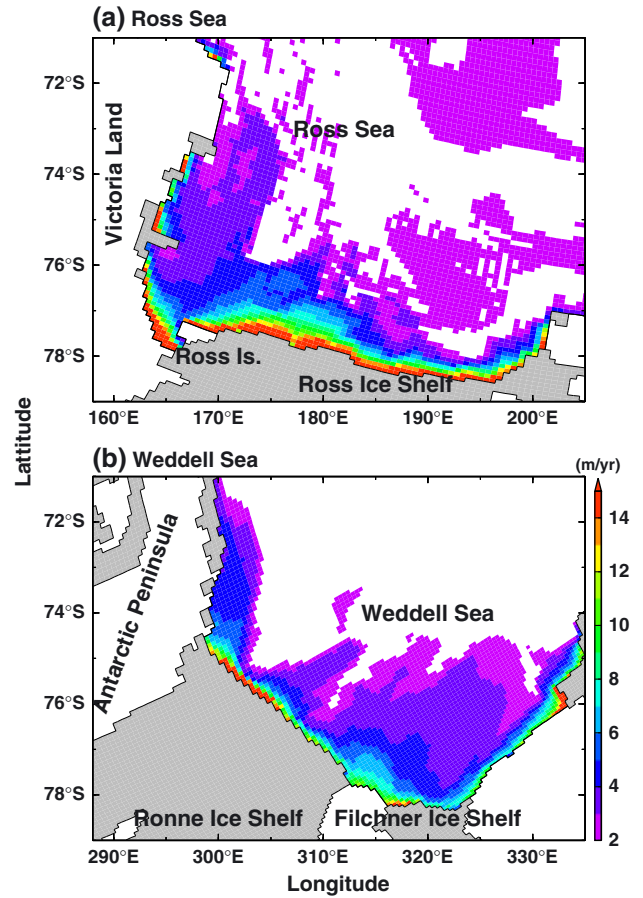 (a) Ross Sea
72°S
74°S
76°S
78°S
Victoria Land
Ross Sea
Ross Is.
Ross Ice Shelf
160°E 170°E 180°E 190°E 200°E
Lattitude
(b) Weddell Sea
(m/yr)
72°S
74°S
76°S
78°S
Antarctic Peninsula
Weddell Sea
Ronne Ice Shelf Filchner Ice Shelf
14
12
10
8
6
4
2
290°E 300°E 310°E 320°E 330°E
Longitude